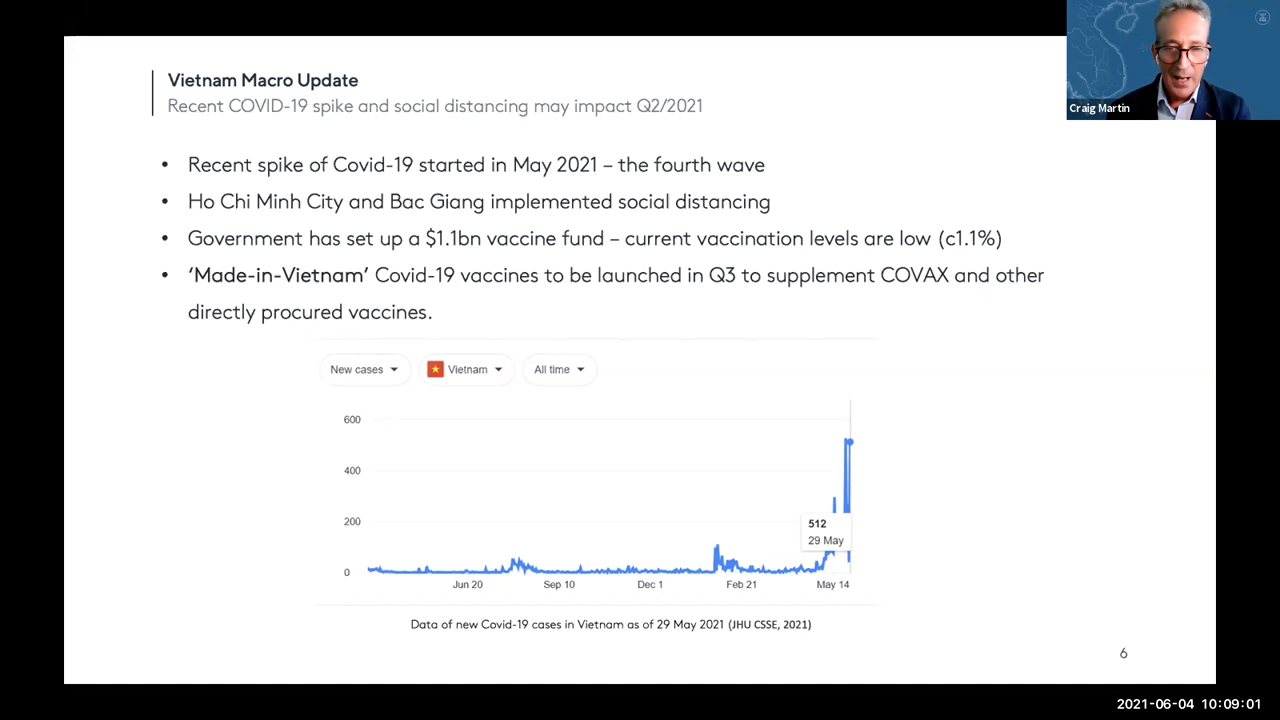 Vietnam Macro Update
Recent COVID-19 spike and social distancing may impact Q2/2021
Craig Martin
• Recent spike of Covid-19 started in May 2021 – the fourth wave
• Ho Chi Minh City and Bac Giang implemented social distancing
• Government has set up a $1.1bn vaccine fund – current vaccination levels are low (c1.1%)
• ‘Made-in-Vietnam’ Covid-19 vaccines to be launched in Q3 to supplement COVAX and other
directly procured vaccines.
New cases Vietnam All time
600
400
200
512
29 May
0
Jun 20 Sep 10 Dec 1 Feb 21 May 14
Data of new Covid-19 cases in Vietnam as of 29 May 2021 (JHU CSSE, 2021)
6
2021-06-04 10:09:01